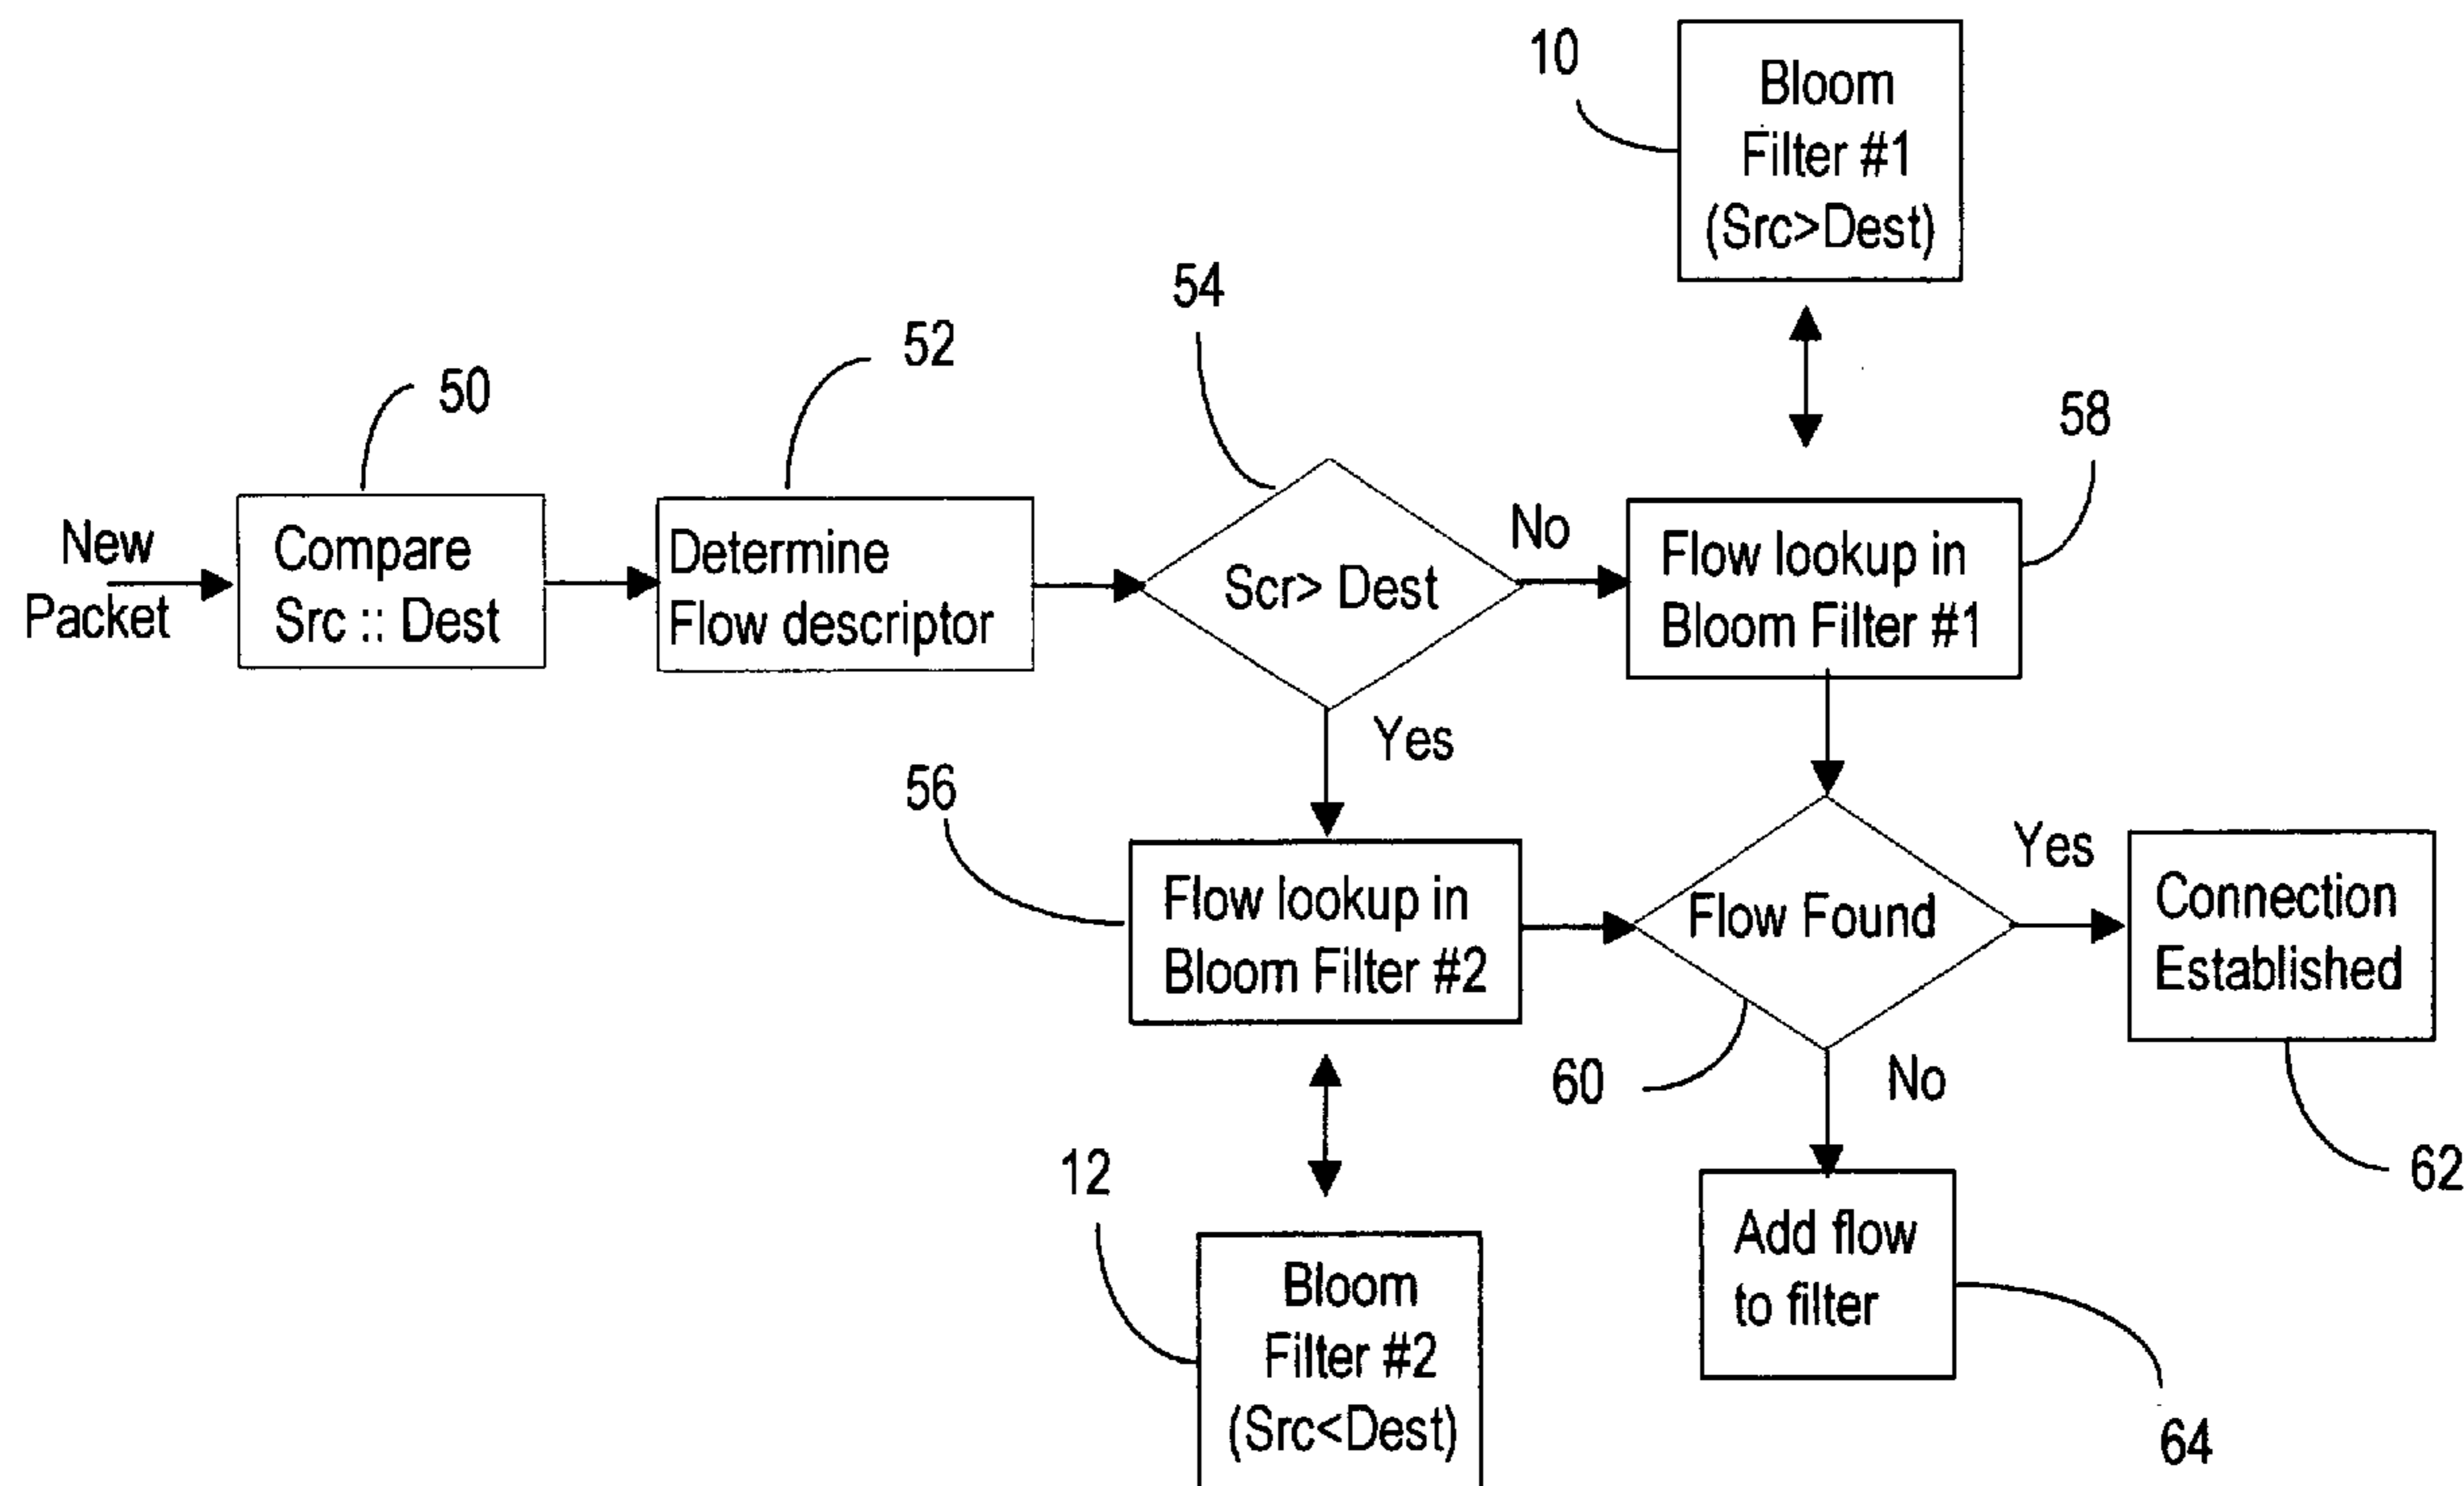 10
Bloom
Filter #1
(Src>Dest)
54
52
50
58
New
Packet
Compare
Src :: Dest
Determine
Flow descriptor
Scr> Dest
No
Flow lookup in
Bloom Filter #1
Yes
56
Flow lookup in
Bloom Filter #2
Flow Found
Yes
Connection
Established
60
No
62
12
Bloom
Filter #2
(Src<Dest)
Add flow
to filter
64